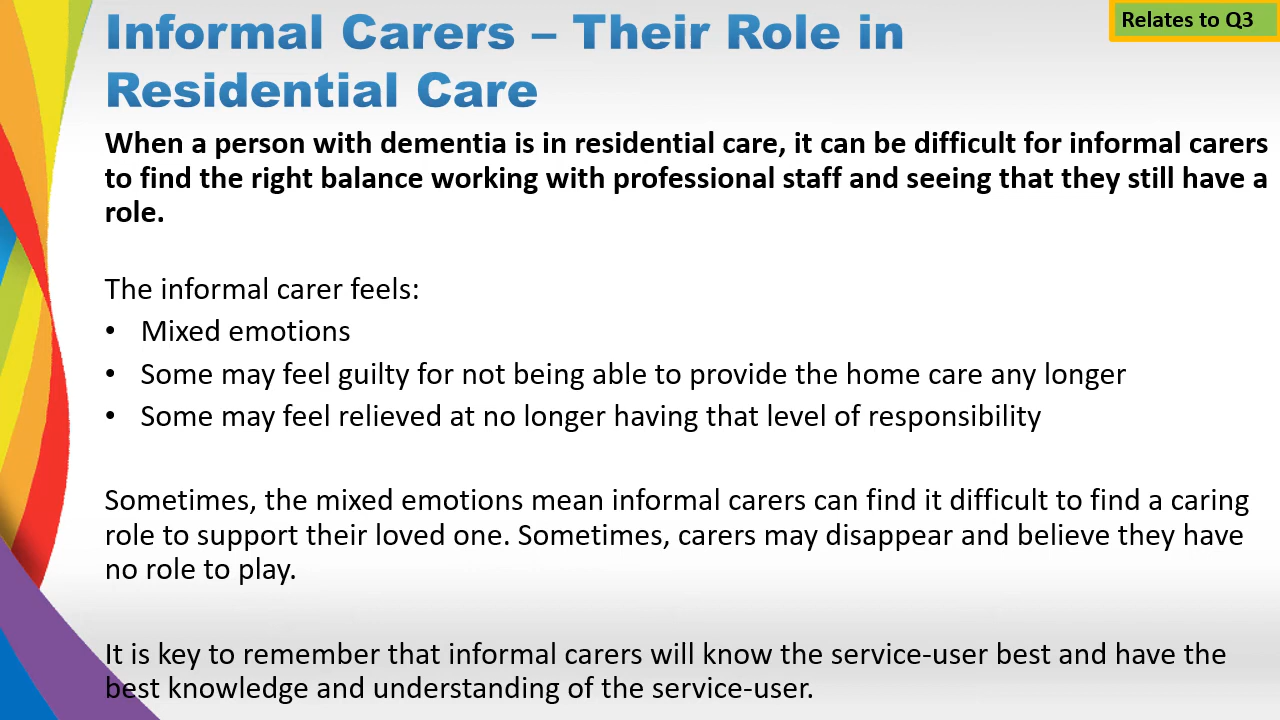 Informal Carers – Their Role in
Relates to Q3
Residential Care
When a person with dementia is in residential care, it can be difficult for informal carers
to find the right balance working with professional staff and seeing that they still have a
role.
The informal carer feels:
• Mixed emotions
• Some may feel guilty for not being able to provide the home care any longer
• Some may feel relieved at no longer having that level of responsibility
Sometimes, the mixed emotions mean informal carers can find it difficult to find a caring
role to support their loved one. Sometimes, carers may disappear and believe they have
no role to play.
It is key to remember that informal carers will know the service-user best and have the
best knowledge and understanding of the service-user.